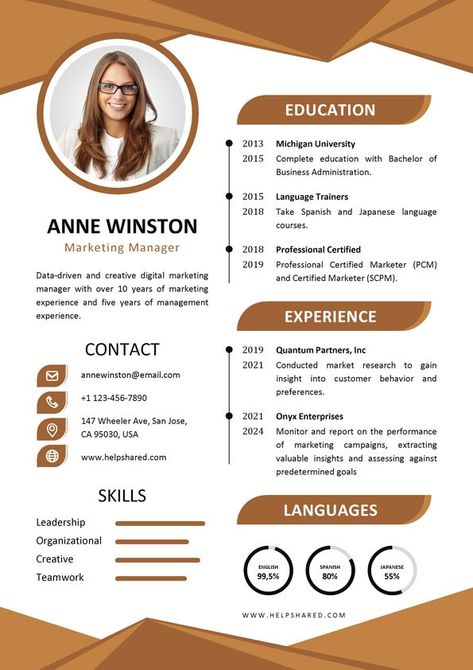 ANNE WINSTON
Marketing Manager
Data-driven and creative digital marketing
manager with over 10 years of marketing
experience and five years of management
experience.
CONTACT
annewinston@email.com
+1 123-456-7890
147 Wheeler Ave, San Jose,
CA 95030, USA
www.helpshared.com
SKILLS
Leadership
Organizational
Creative
Teamwork
EDUCATION
2013 Michigan University
2015 Complete education with Bachelor of
Business Administration.
2015 Language Trainers
2018 Take Spanish and Japanese language
courses.
2018 Professional Certified
2019 Professional Certified Marketer (PCM)
and Certified Marketer (SCPM).
EXPERIENCE
2019 Quantum Partners, Inc
2021 Conducted market research to gain
insight into customer behavior and
preferences.
2021 Onyx Enterprises
2024 Monitor and report on the performance
of marketing campaigns, extracting
valuable insights and assessing against
predetermined goals
LANGUAGES
ENGLISH
99,5%
SPANISH
80%
JAPANESE
55%
WWW.HELPSHARED.COM